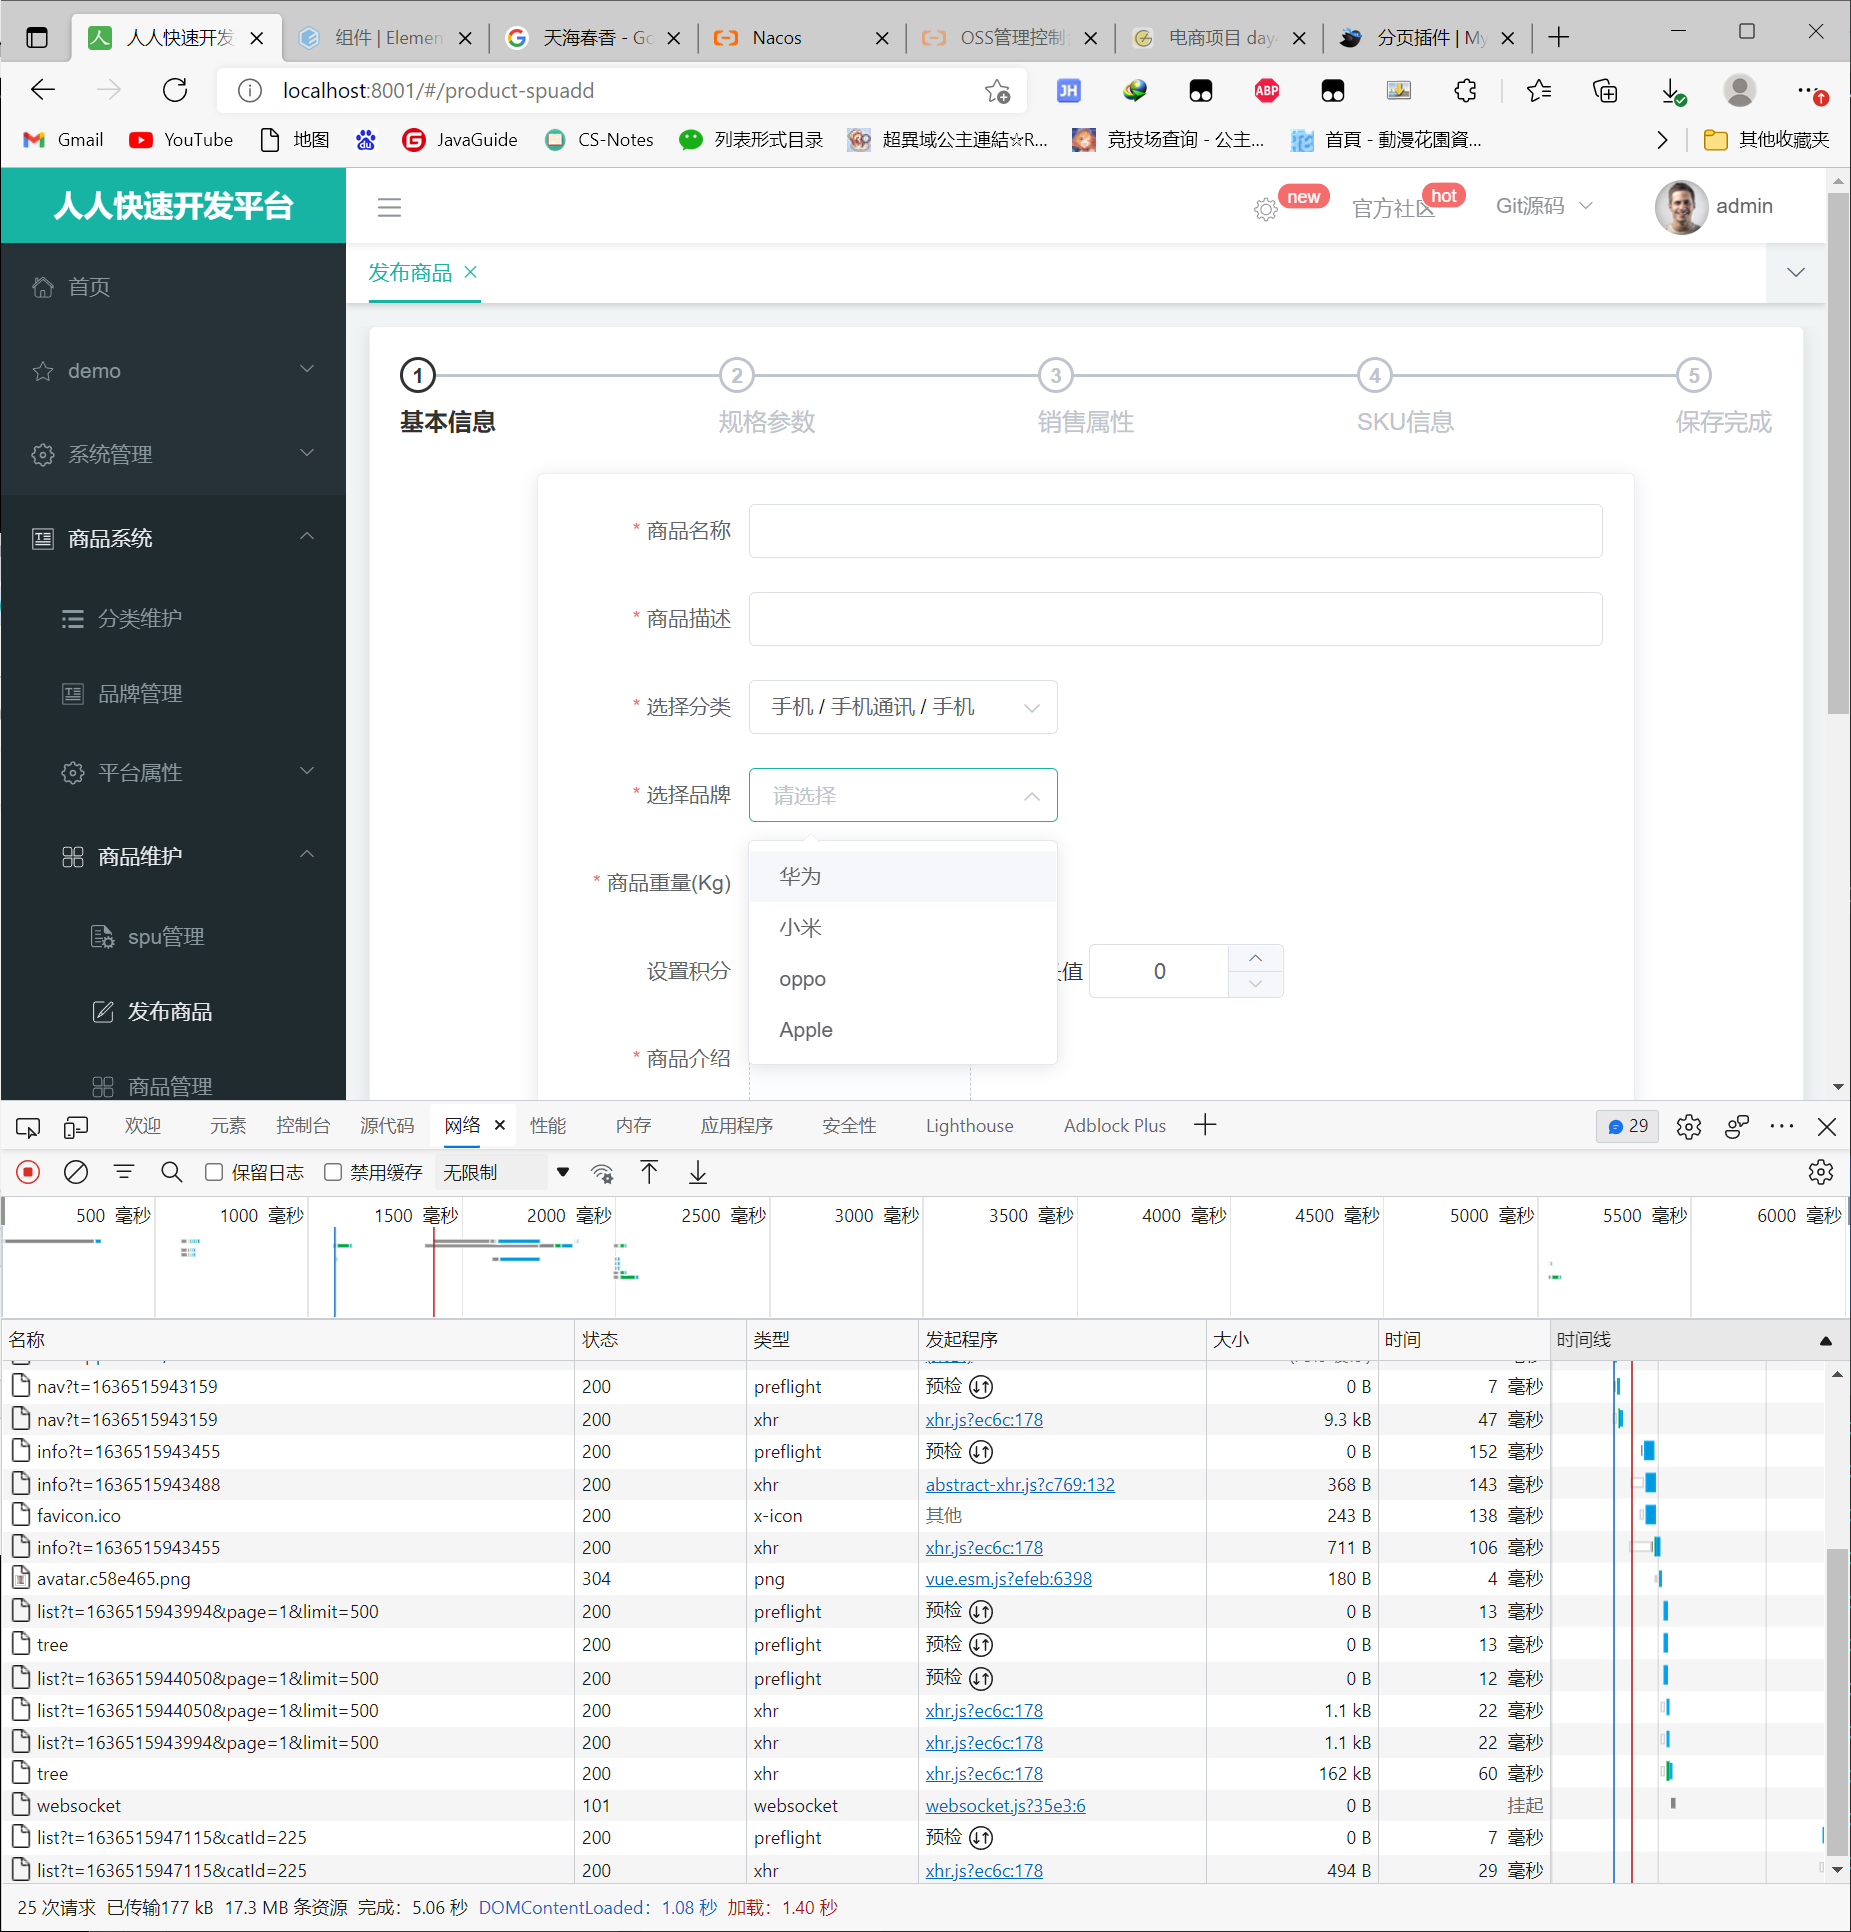 人人快速开发
组件 | Elemen
天海春香 - Go
Nacos
OSS管理控制
电商项目 day
分页插件 | My
localhost:8001/#/product-spuadd
JH
ABP
Gmail
YouTube
地图
JavaGuide
CS-Notes
列表形式目录
超異域公主連結☆R...
竞技场查询 - 公主...
首頁 - 動漫花園資...
其他收藏夹
人人快速开发平台
new
官方社区
hot
Git源码
admin
首页
发布商品
demo
系统管理
商品系统
分类维护
品牌管理
平台属性
商品维护
spu管理
发布商品
商品管理
1 2 3 4 5
基本信息 规格参数 销售属性 SKU信息 保存完成
* 商品名称
* 商品描述
* 选择分类 手机 / 手机通讯 / 手机
* 选择品牌 请选择
华为
小米
oppo
Apple
* 商品重量(Kg)
设置积分 值 0
* 商品介绍
欢迎 元素 控制台 源代码 网络 性能 内存 应用程序 安全性 Lighthouse Adblock Plus 29
保留日志 禁用缓存 无限制
500 毫秒 1000 毫秒 1500 毫秒 2000 毫秒 2500 毫秒 3000 毫秒 3500 毫秒 4000 毫秒 4500 毫秒 5000 毫秒 5500 毫秒 6000 毫秒
名称 状态 类型 发起程序 大小 时间 时间线
nav?t=1636515943159 200 preflight 预检 0 B 7 毫秒
nav?t=1636515943159 200 xhr xhr.js?ec6c:178 9.3 kB 47 毫秒
info?t=1636515943455 200 preflight 预检 0 B 152 毫秒
info?t=1636515943488 200 xhr abstract-xhr.js?c769:132 368 B 143 毫秒
favicon.ico 200 x-icon 其他 243 B 138 毫秒
info?t=1636515943455 200 xhr xhr.js?ec6c:178 711 B 106 毫秒
avatar.c58e465.png 304 png vue.esm.js?efeb:6398 180 B 4 毫秒
list?t=1636515943994&page=1&limit=500 200 preflight 预检 0 B 13 毫秒
tree 200 preflight 预检 0 B 13 毫秒
list?t=1636515944050&page=1&limit=500 200 preflight 预检 0 B 12 毫秒
list?t=1636515944050&page=1&limit=500 200 xhr xhr.js?ec6c:178 1.1 kB 22 毫秒
list?t=1636515943994&page=1&limit=500 200 xhr xhr.js?ec6c:178 1.1 kB 22 毫秒
tree 200 xhr xhr.js?ec6c:178 162 kB 60 毫秒
websocket 101 websocket websocket.js?35e3:6 0 B 挂起
list?t=1636515947115&catId=225 200 preflight 预检 0 B 7 毫秒
list?t=1636515947115&catId=225 200 xhr xhr.js?ec6c:178 494 B 29 毫秒
25 次请求 已传输177 kB 17.3 MB 条资源 完成：5.06 秒 DOMContentLoaded：1.08 秒 加载：1.40 秒